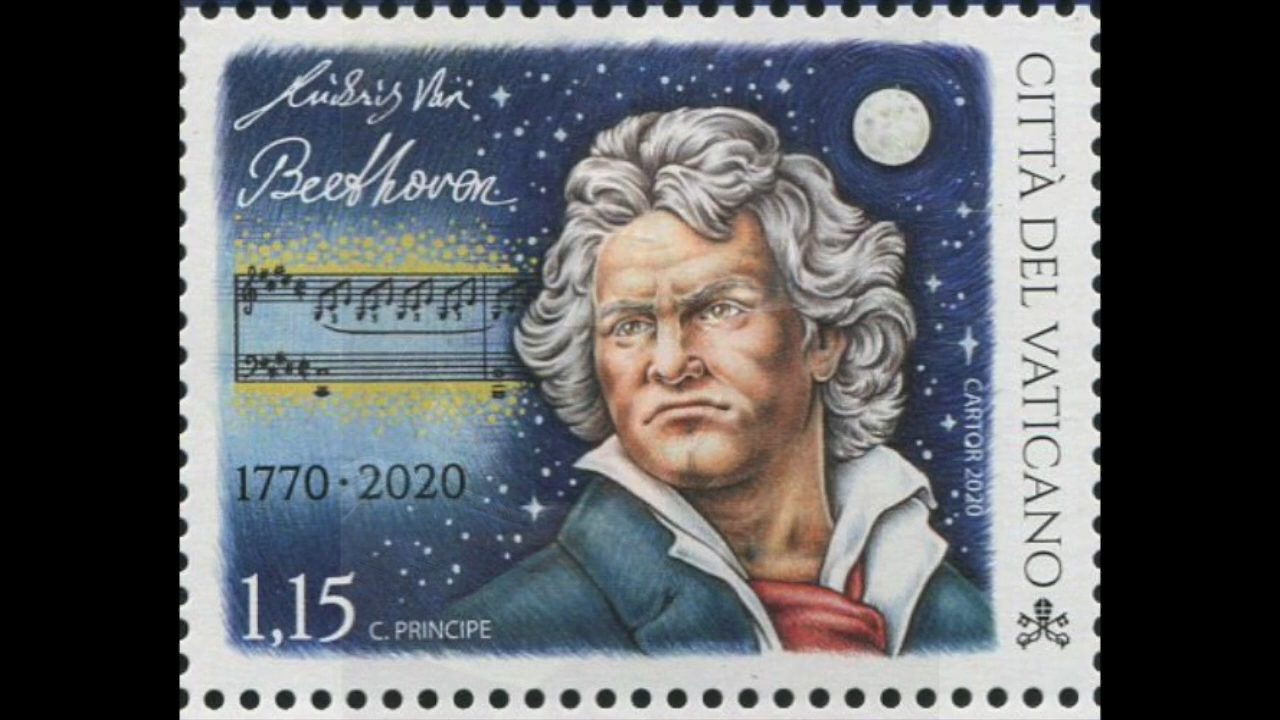 Ludwig Van
Beethoven
1770·2020
1,15 C. PRINCIPE
CITTÀ DEL VATICANO
CARTOR 2020